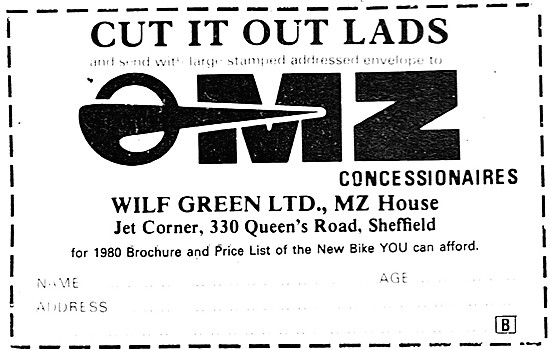 CUT IT OUT LADS
and send with large stamped addressed envelope to
MZ
CONCESSIONAIRES
WILF GREEN LTD., MZ House
Jet Corner, 330 Queen's Road, Sheffield
for 1980 Brochure and Price List of the New Bike YOU can afford.
NAME AGE
ADDRESS
B